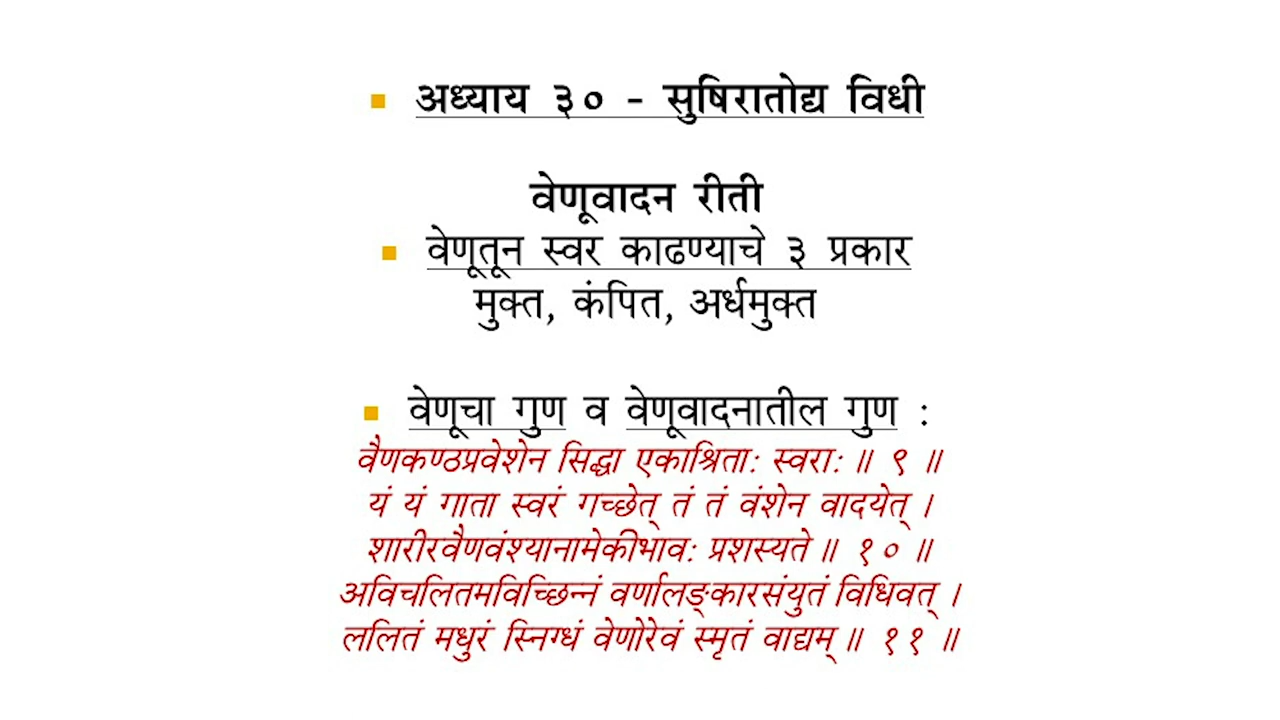 ▪ अध्याय ३० - सुषिरातोद्य विधी
वेणूवादन रीती
▪ वेणूतून स्वर काढण्याचे ३ प्रकार
मुक्त, कंपित, अर्धमुक्त
▪ वेणूचा गुण व वेणूवादनातील गुण :
वैणकण्ठप्रवेशेन सिद्धा एकाश्रिताः स्वराः ॥ ९ ॥
यं यं गाता स्वरं गच्छेत् तं तं वंशेन वादयेत् ।
शारीरवैणवंश्यानामेकीभावः प्रशस्यते ॥ १० ॥
अविचलितमविच्छिन्नं वर्णालङ्कारसंयुतं विधिवत् ।
ललितं मधुरं स्निग्धं वेणोरेवं स्मृतं वाद्यम् ॥ ११ ॥